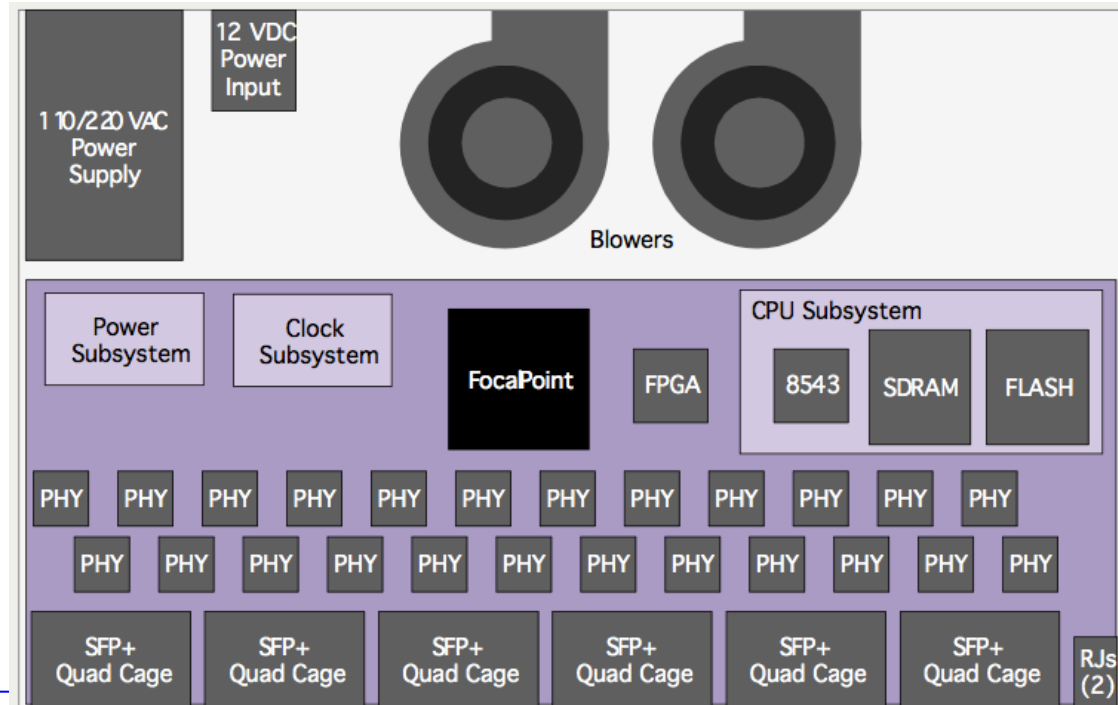 12 VDC
Power
Input
110/220 VAC
Power
Supply
Blowers
Power
Subsystem
Clock
Subsystem
FocalPoint
FPGA
CPU Subsystem
8543
SDRAM
FLASH
PHY PHY PHY PHY PHY PHY PHY PHY PHY PHY PHY PHY
PHY PHY PHY PHY PHY PHY PHY PHY PHY PHY PHY PHY
SFP+
Quad Cage
SFP+
Quad Cage
SFP+
Quad Cage
SFP+
Quad Cage
SFP+
Quad Cage
SFP+
Quad Cage
RJs
(2)